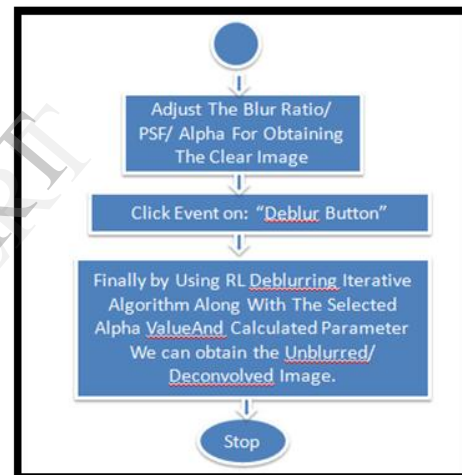 Adjust The Blur Ratio/
PSF/ Alpha For Obtaining
The Clear Image
Click Event on: “Deblur Button”
Finally by Using RL Deblurring Iterative
Algorithm Along With The Selected
Alpha ValueAnd Calculated Parameter
We can obtain the Unblurred/
Deconvolved Image.
Stop